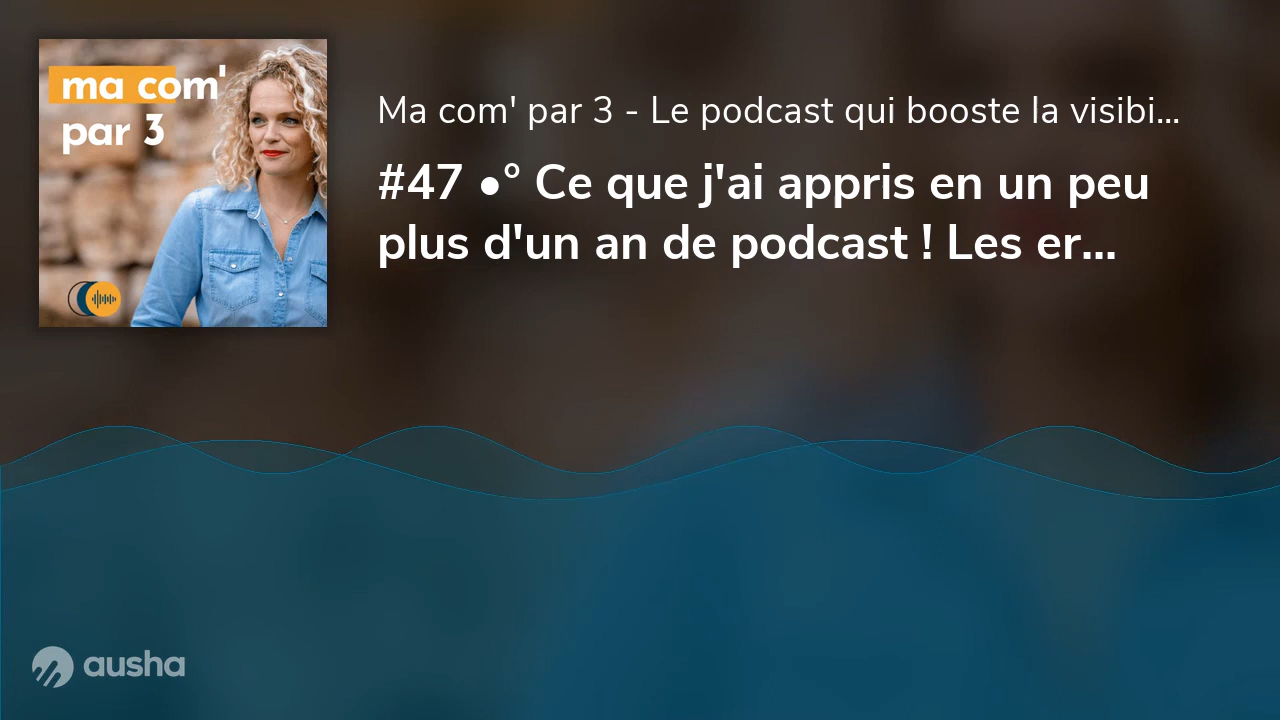 ma com'
par 3
Ma com' par 3 - Le podcast qui booste la visibi...
#47 •° Ce que j'ai appris en un peu
plus d'un an de podcast ! Les er...
ausha